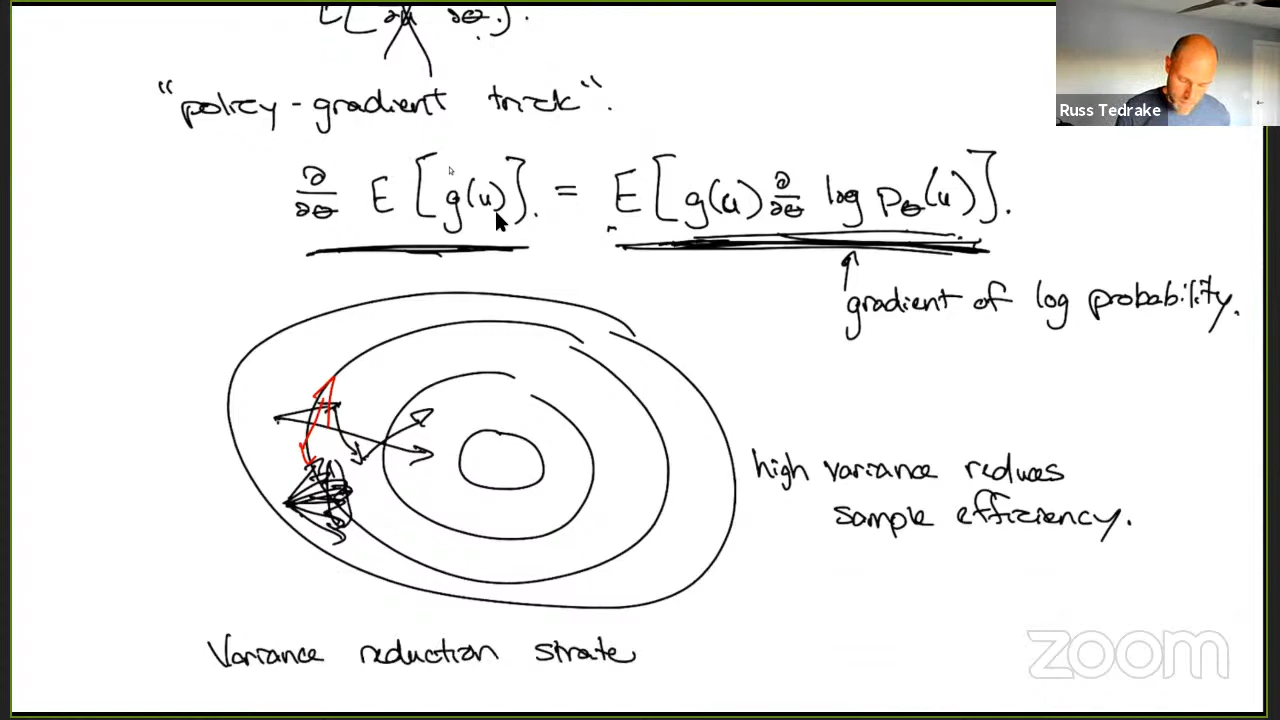 E[∂u ∂θ].
"policy-gradient trick".
∂/∂θ E[g(u)]. = E[g(u) ∂/∂θ log pθ(u)].
gradient of log probability.
high variance reduces
sample efficiency.
Variance reduction strate
Russ Tedrake
zoom